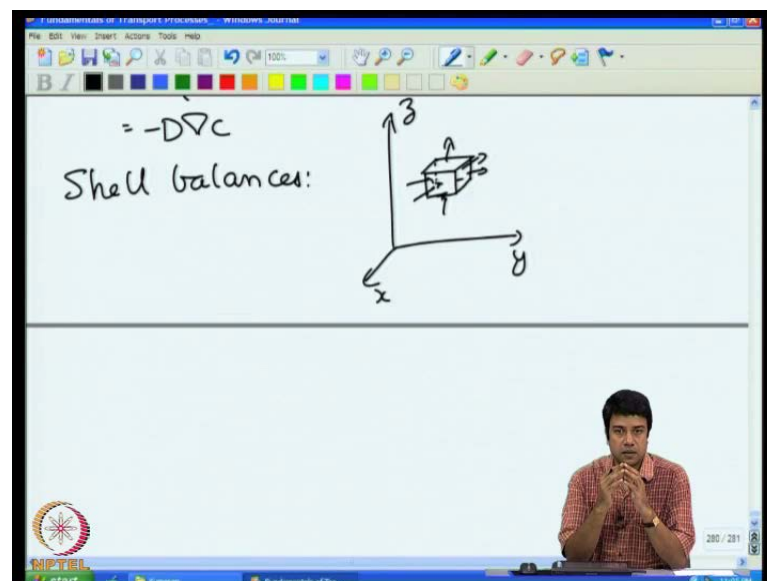 Fundamentals of Transport Processes_ - Windows Journal
File Edit View Insert Actions Tools Help
100%
B I
= -D∇C
Shell balances:
z
y
x
280 / 281
NPTEL
start